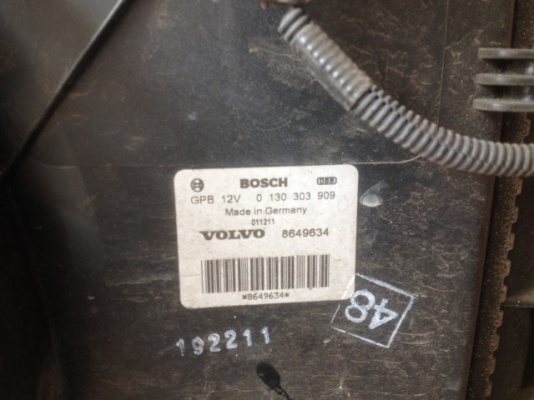 BOSCH
GPB 12V 0 130 303 909
Made in Germany
011211
VOLVO 8649634
*8649634*
48
192211